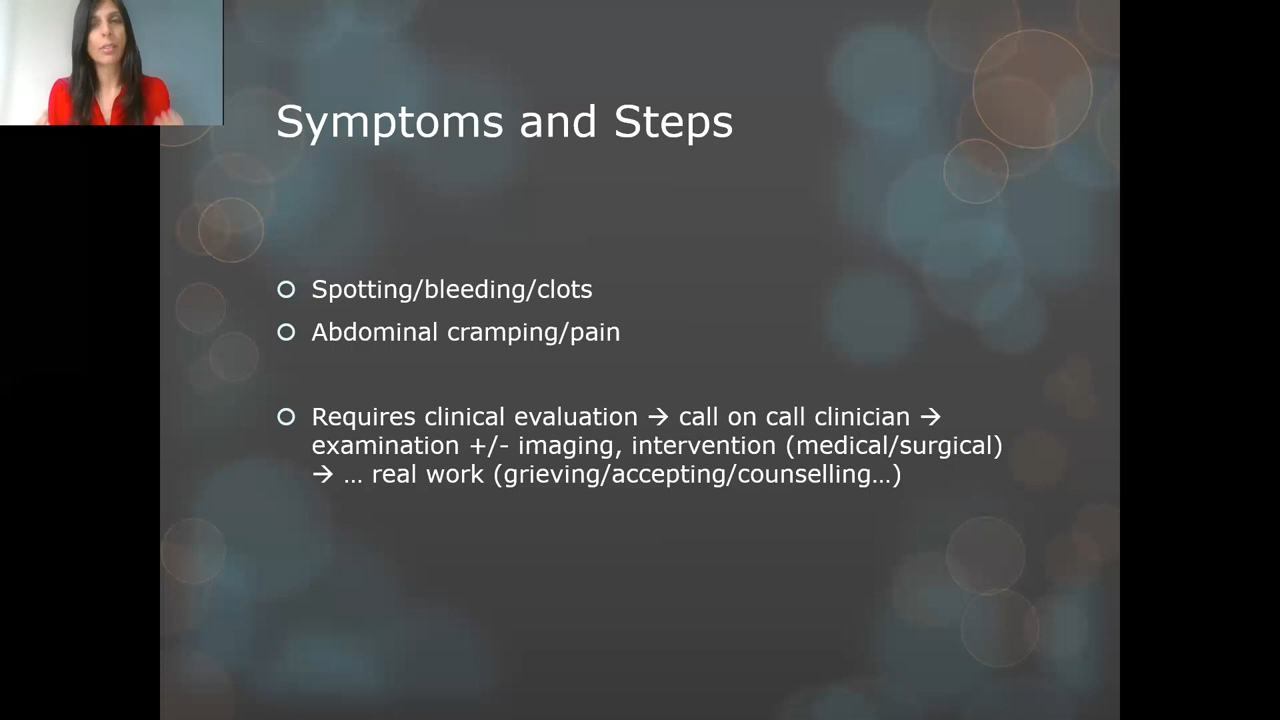 Symptoms and Steps
Spotting/bleeding/clots
Abdominal cramping/pain
Requires clinical evaluation → call on call clinician →
examination +/- imaging, intervention (medical/surgical)
→ … real work (grieving/accepting/counselling…)